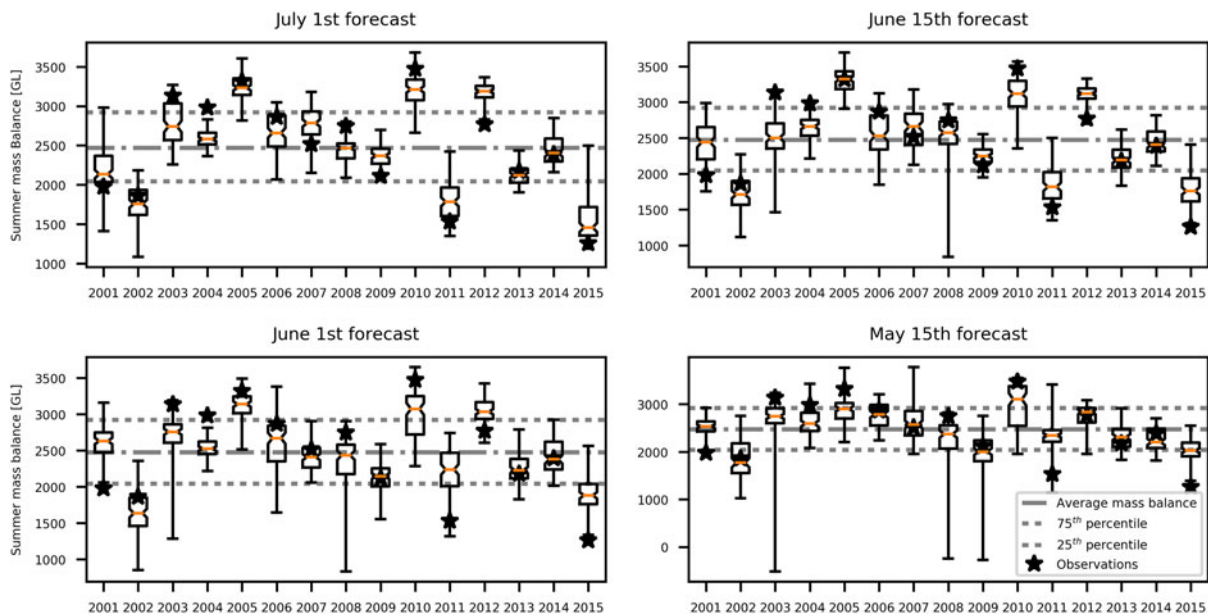 July 1st forecast
Summer mass Balance [GL]
3500
3000
2500
2000
1500
1000
2001 2002 2003 2004 2005 2006 2007 2008 2009 2010 2011 2012 2013 2014 2015
June 15th forecast
3500
3000
2500
2000
1500
1000
2001 2002 2003 2004 2005 2006 2007 2008 2009 2010 2011 2012 2013 2014 2015
June 1st forecast
Summer mass balance [GL]
3500
3000
2500
2000
1500
1000
2001 2002 2003 2004 2005 2006 2007 2008 2009 2010 2011 2012 2013 2014 2015
May 15th forecast
3000
2000
1000
0
Average mass balance
75th percentile
25th percentile
Observations
2001 2002 2003 2004 2005 2006 2007 2008 2009 2010 2011 2012 2013 2014 2015